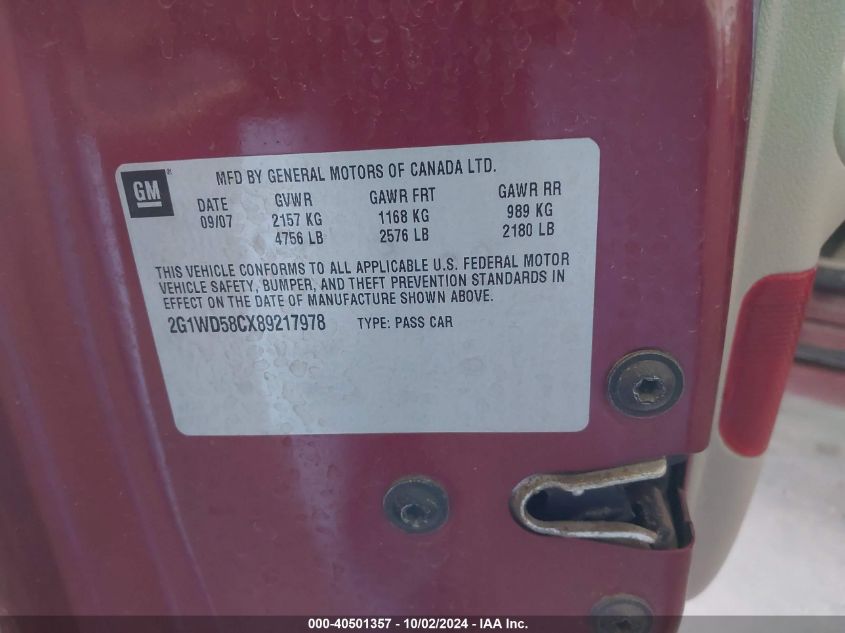 GM
MFD BY GENERAL MOTORS OF CANADA LTD.
DATE GVWR GAWR FRT GAWR RR
09/07 2157 KG 1168 KG 989 KG
4756 LB 2576 LB 2180 LB
THIS VEHICLE CONFORMS TO ALL APPLICABLE U.S. FEDERAL MOTOR
VEHICLE SAFETY, BUMPER, AND THEFT PREVENTION STANDARDS IN
EFFECT ON THE DATE OF MANUFACTURE SHOWN ABOVE.
2G1WD58CX89217978 TYPE: PASS CAR
000-40501357 - 10/02/2024 - IAA Inc.